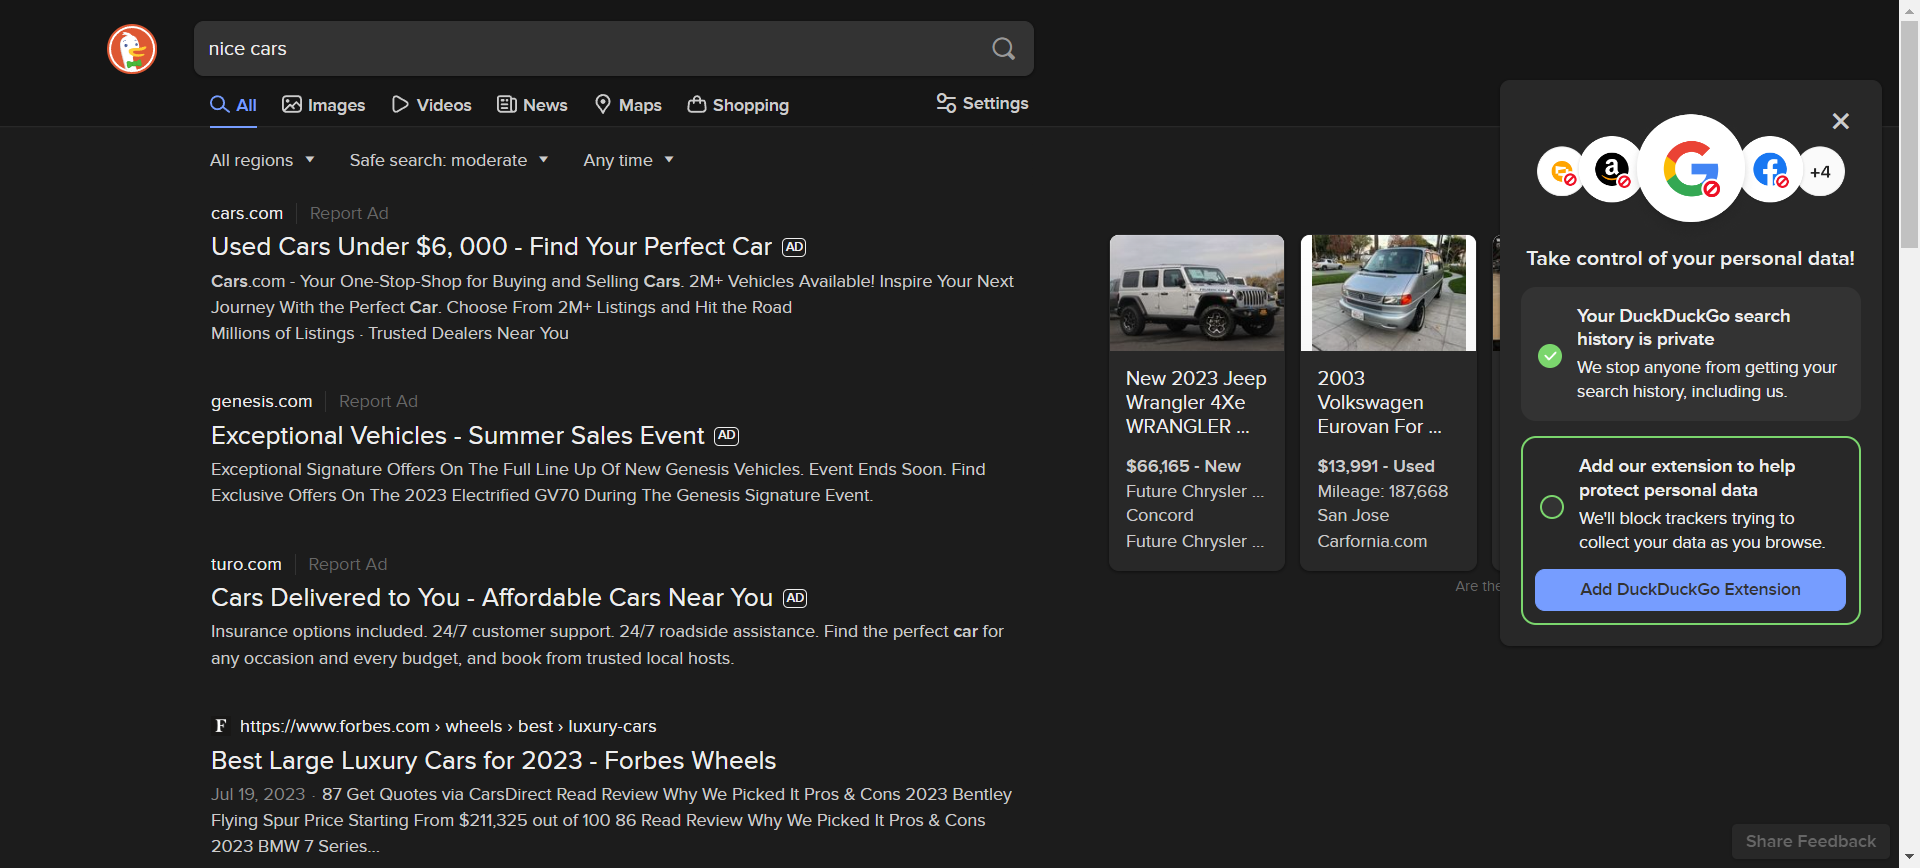 nice cars
All
Images
Videos
News
Maps
Shopping
Settings
All regions
Safe search: moderate
Any time
cars.com
Report Ad
Used Cars Under $6, 000 - Find Your Perfect Car AD
Cars.com - Your One-Stop-Shop for Buying and Selling Cars. 2M+ Vehicles Available! Inspire Your Next
Journey With the Perfect Car. Choose From 2M+ Listings and Hit the Road
Millions of Listings · Trusted Dealers Near You
genesis.com
Report Ad
Exceptional Vehicles - Summer Sales Event AD
Exceptional Signature Offers On The Full Line Up Of New Genesis Vehicles. Event Ends Soon. Find
Exclusive Offers On The 2023 Electrified GV70 During The Genesis Signature Event.
turo.com
Report Ad
Cars Delivered to You - Affordable Cars Near You AD
Insurance options included. 24/7 customer support. 24/7 roadside assistance. Find the perfect car for
any occasion and every budget, and book from trusted local hosts.
F https://www.forbes.com › wheels › best › luxury-cars
Best Large Luxury Cars for 2023 - Forbes Wheels
Jul 19, 2023 · 87 Get Quotes via CarsDirect Read Review Why We Picked It Pros & Cons 2023 Bentley
Flying Spur Price Starting From $211,325 out of 100 86 Read Review Why We Picked It Pros & Cons
2023 BMW 7 Series...
New 2023 Jeep
Wrangler 4Xe
WRANGLER ...
$66,165 - New
Future Chrysler ...
Concord
Future Chrysler ...
2003
Volkswagen
Eurovan For ...
$13,991 - Used
Mileage: 187,668
San Jose
Carfornia.com
Are the
+4
Take control of your personal data!
Your DuckDuckGo search
history is private
We stop anyone from getting your
search history, including us.
Add our extension to help
protect personal data
We'll block trackers trying to
collect your data as you browse.
Add DuckDuckGo Extension
Share Feedback